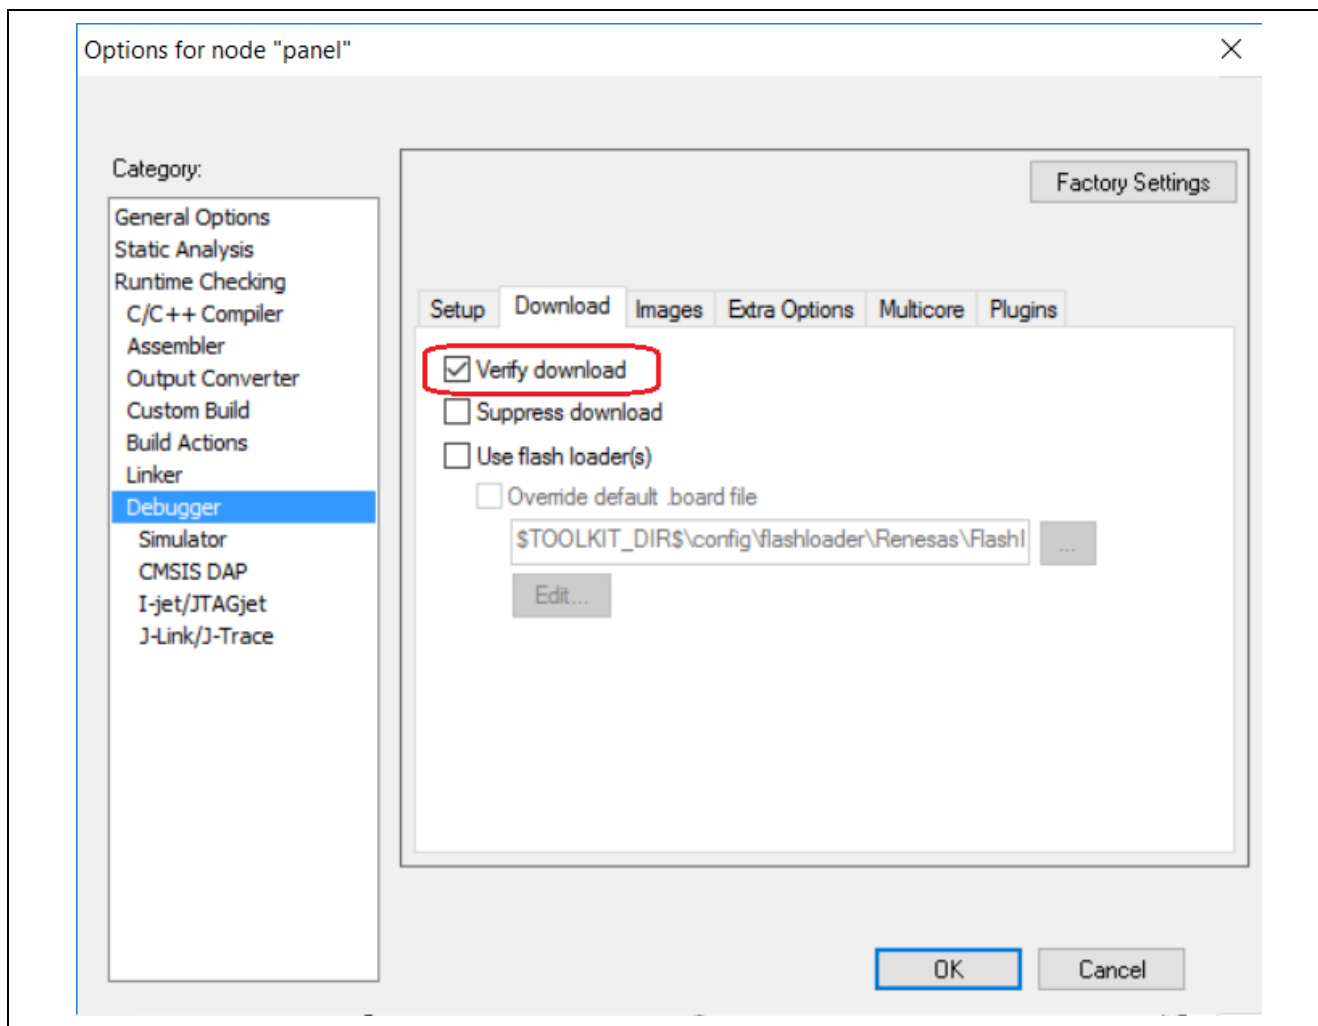 Options for node "panel"
Category:
Factory Settings
General Options
Static Analysis
Runtime Checking
C/C++ Compiler
Assembler
Output Converter
Custom Build
Build Actions
Linker
Debugger
Simulator
CMSIS DAP
I-jet/JTAGjet
J-Link/J-Trace
Setup Download Images Extra Options Multicore Plugins
Verify download
Suppress download
Use flash loader(s)
Override default .board file
$TOOLKIT_DIR$\config\flashloader\Renesas\Flashl
...
Edit...
OK Cancel